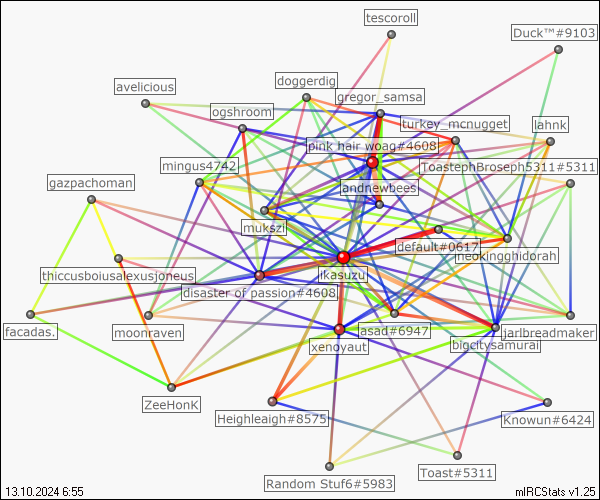 tescoroll
Duck™#9103
doggerdig
avelicious
gregor_samsa
ogshroom
turkey_mcnugget
lahnk
pink hair woag#4608
mingus4742
ToastephBroseph5311#5311
gazpachoman
andnewbees
mukszi
default#0617
neokingghidorah
thiccusboiusalexusjoneus
ikasuzu
disaster of passion#4608
facadas.
moonraven
asad#6947
jarlbreadmaker
xenoyaut
bigcitysamurai
ZeeHonK
Heighleaigh#8575
Knowun#6424
Toast#5311
Random Stuf6#5983
13.10.2024 6:55
mIRCStats v1.25